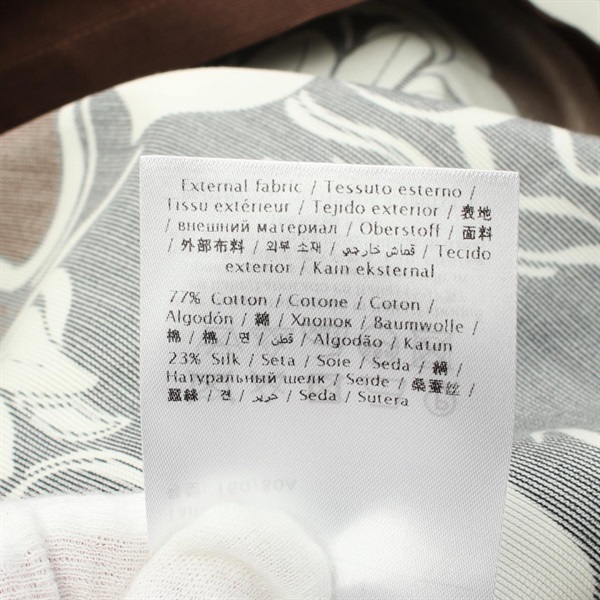 External fabric / Tessuto esterno /
Tissu extérieur / Tejido exterior / 表地
/ внешний материал / Oberstoff / 面料
/ 外部布料 / 외부 소재 / قماش خارجي / Tecido
exterior / Kain eksternal
77% Cotton / Cotone / Coton /
Algodón / 綿 / Хлопок / Baumwolle /
棉 / 棉 / 면 / قطن / Algodão / Katun
23% Silk / Seta / Soie / Seda / 絹 /
Натуральный шелк / Seide / 桑蚕丝 /
蠶絲 / 견 / حرير / Seda / Sutera